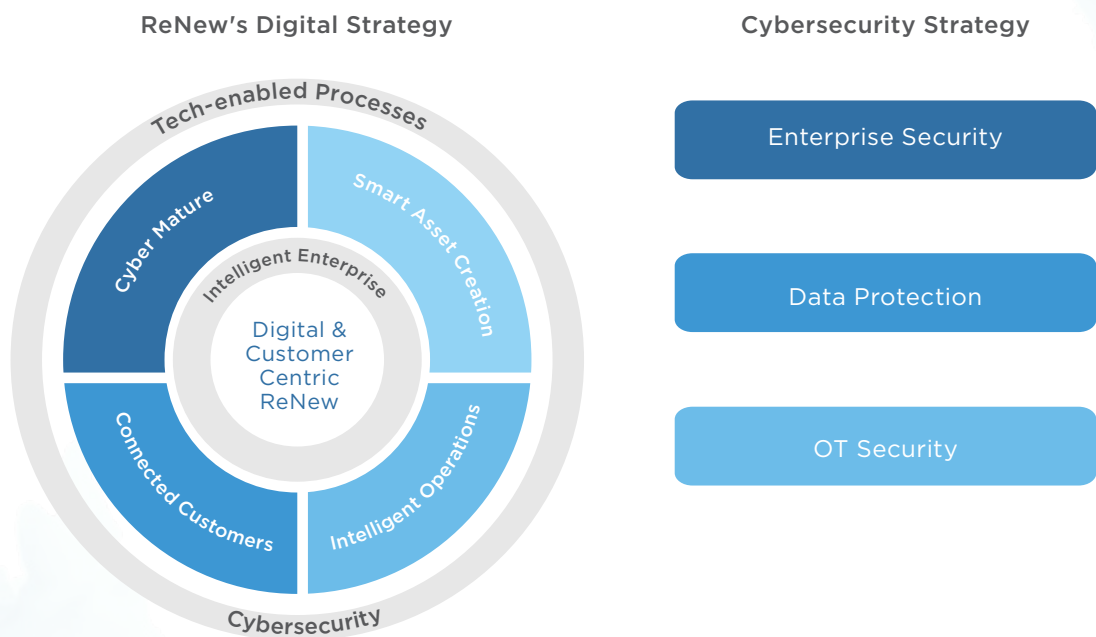 ReNew's Digital Strategy
Tech-enabled Processes
Cyber Mature
Smart Asset Creation
Intelligent Enterprise
Digital &
Customer
Centric
ReNew
Connected Customers
Intelligent Operations
Cybersecurity
Cybersecurity Strategy
Enterprise Security
Data Protection
OT Security